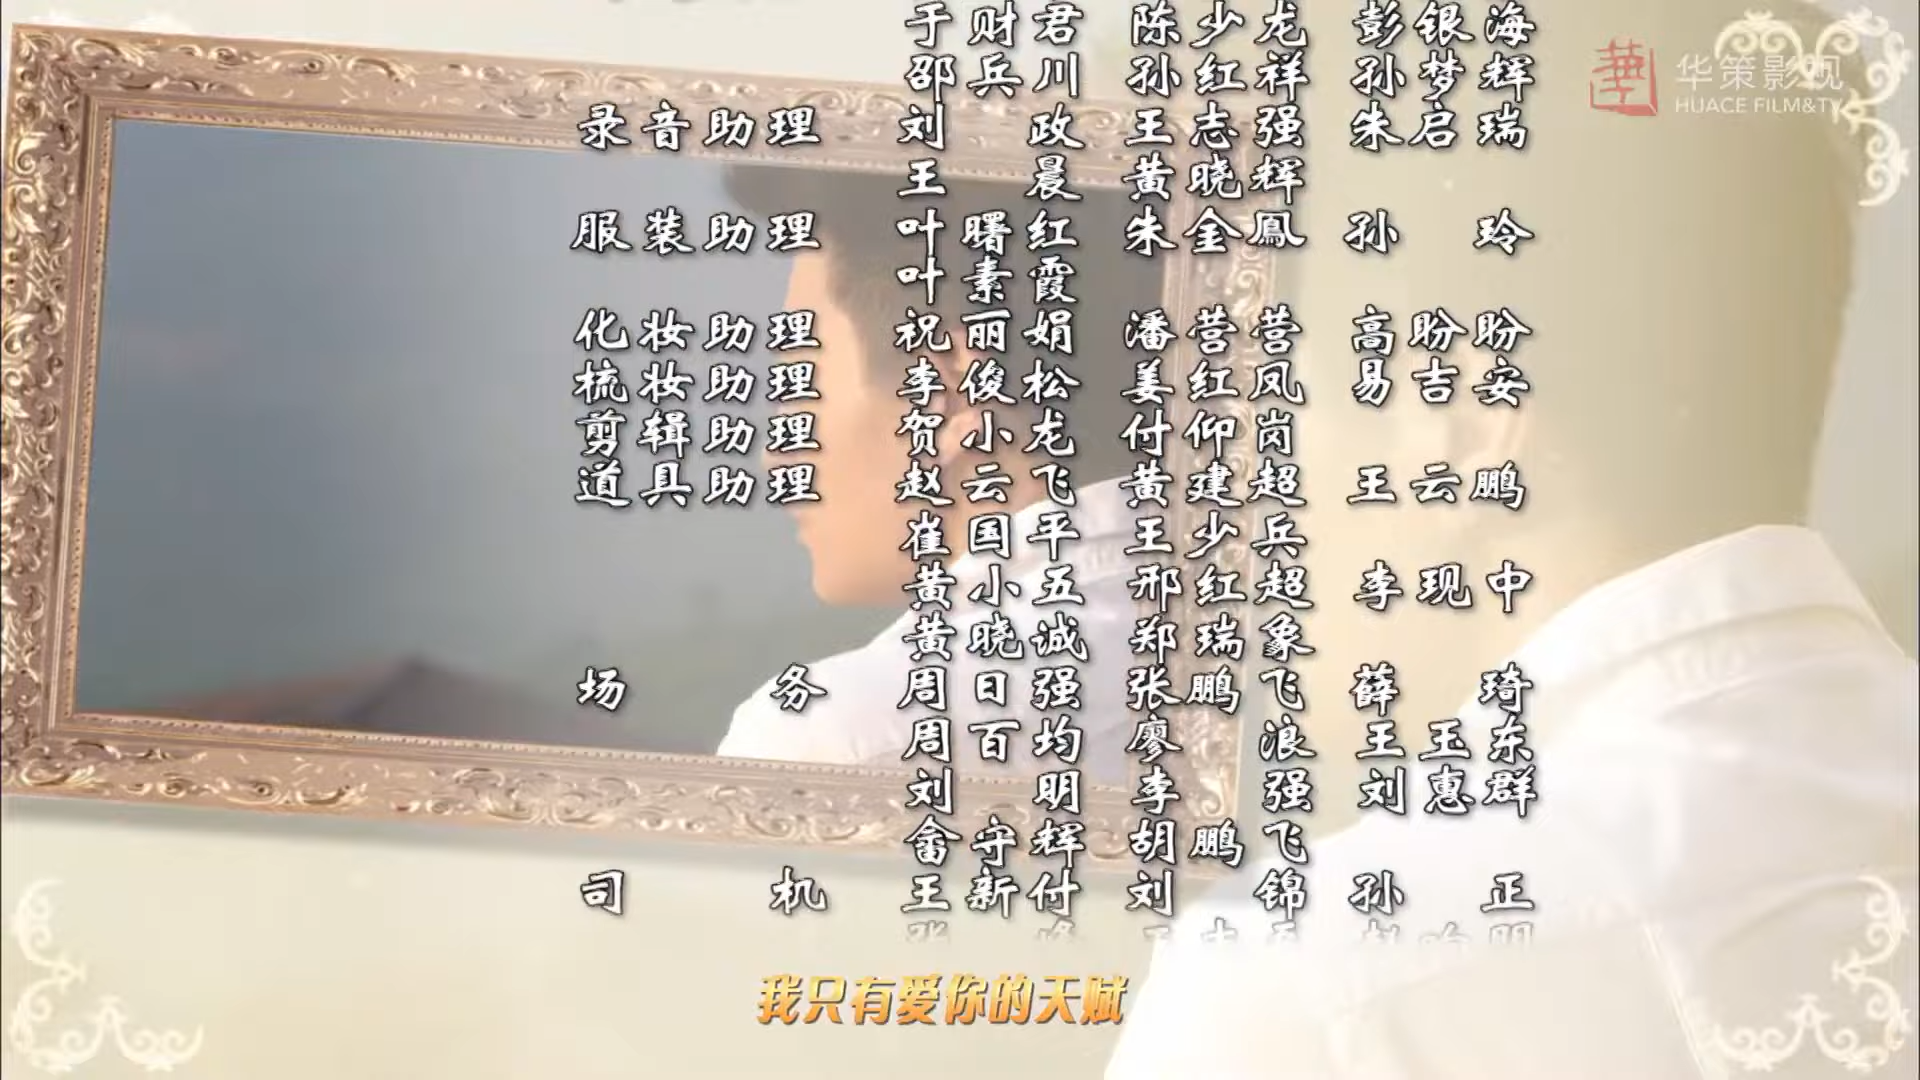 于财君 陈少龙 彭银海
邵兵川 孙红祥 孙梦辉
华策影视
HUACE FILM&TV
录音助理 刘政 王志强 朱启瑞
王晨 黄晓辉
服装助理 叶曙红 朱金鳳 孙玲
叶素霞
化妆助理 祝丽娟 潘营营 高盼盼
梳妆助理 李俊松 姜红凤 易吉安
剪辑助理 贺小龙 付仰岗
道具助理 赵云飞 黄建超 王云鹏
崔国平 王少兵
黄小五 邢红超 李现中
黄晓诚 郑瑞象
场务 周日强 张鹏飞 薛琦
周百均 廖浪 王玉东
刘明 李强 刘惠群
畲守辉 胡鹏飞
司机 王新付 刘锦 孙正
我只有爱你的天赋